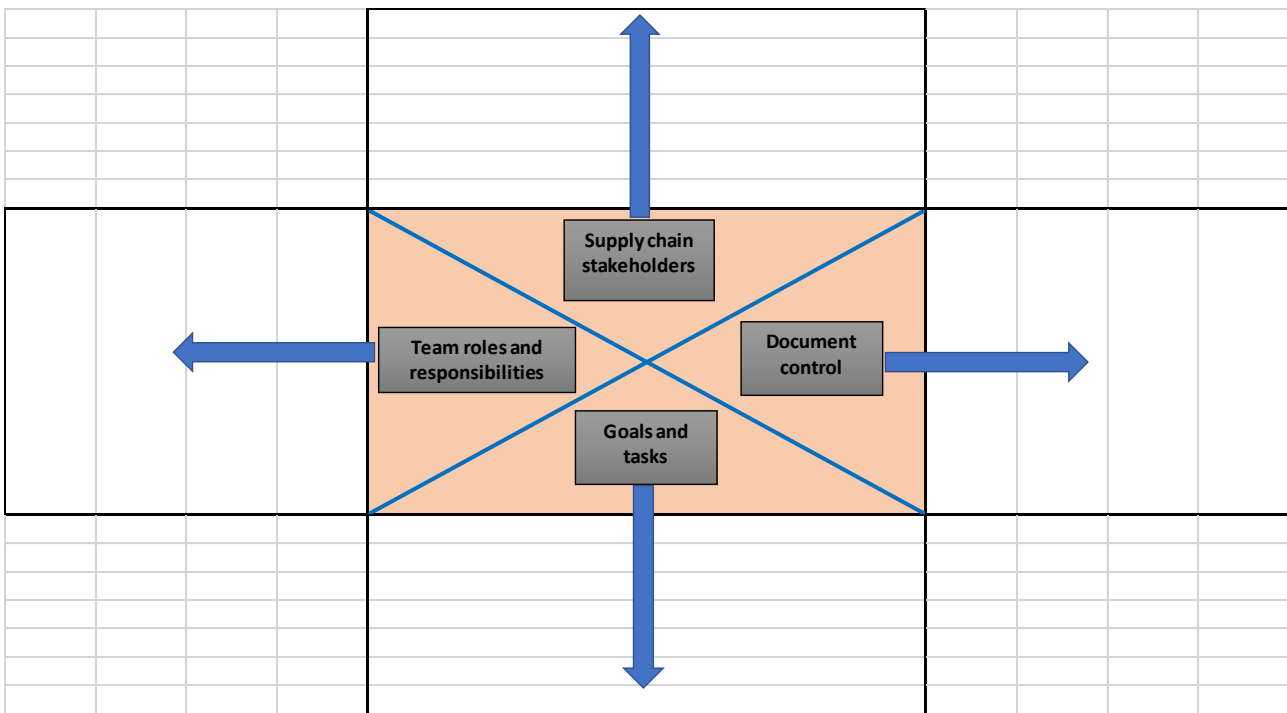 Supply chain
stakeholders
Team roles and
responsibilities
Document
control
Goals and
tasks